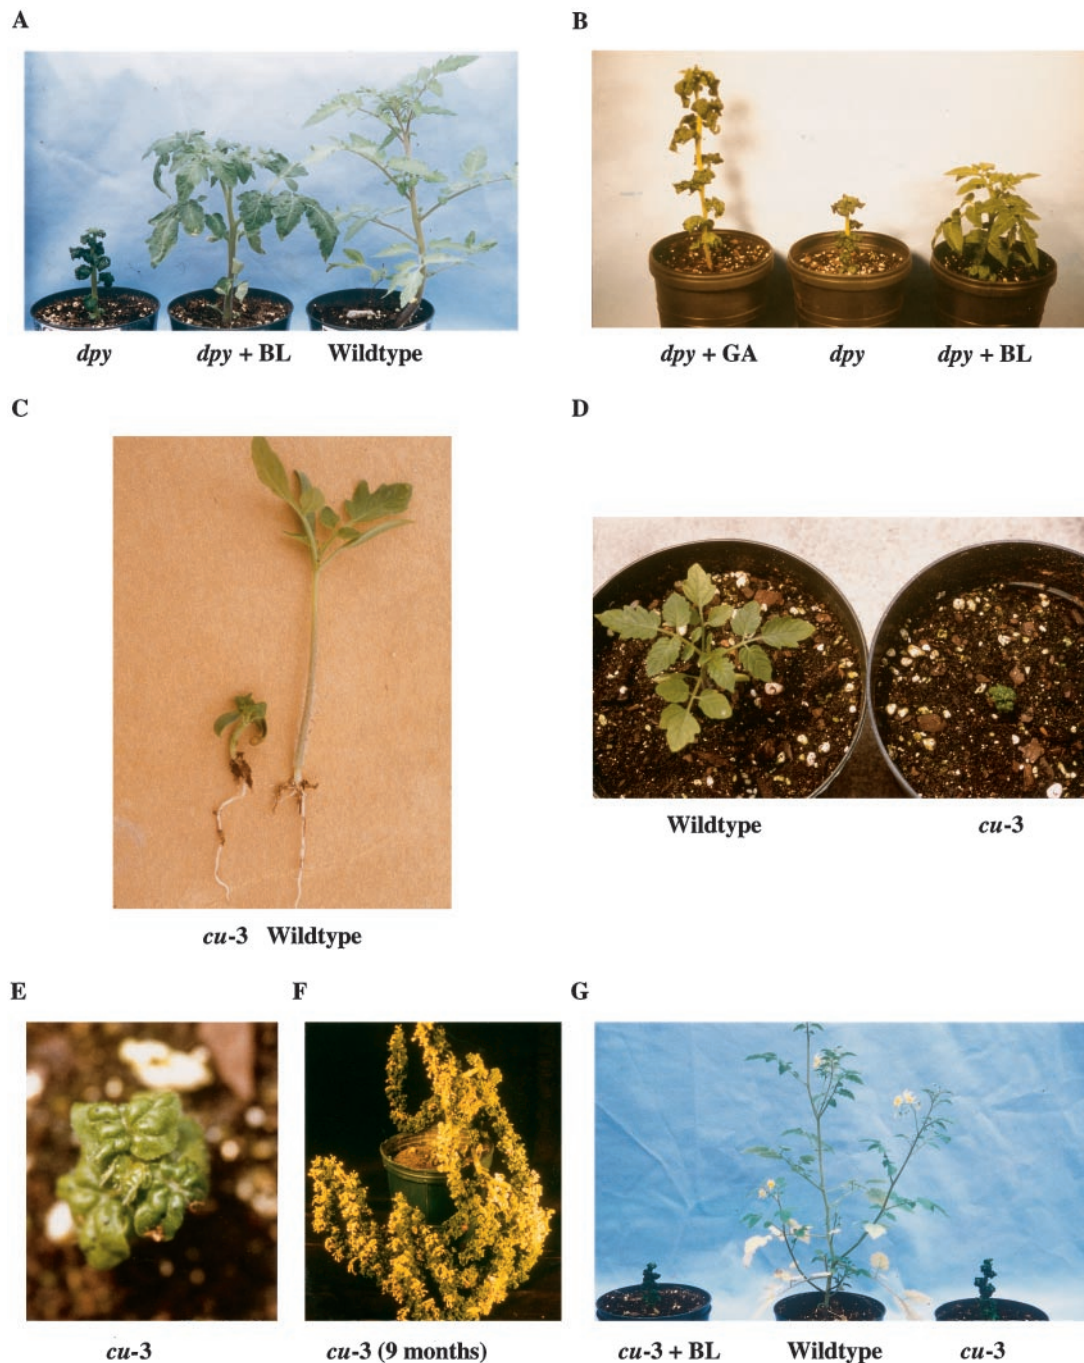 A
B
dpy
dpy + BL
Wildtype
dpy + GA
dpy
dpy + BL
C
D
cu-3 Wildtype
Wildtype
cu-3
E
F
G
cu-3
cu-3 (9 months)
cu-3 + BL
Wildtype
cu-3